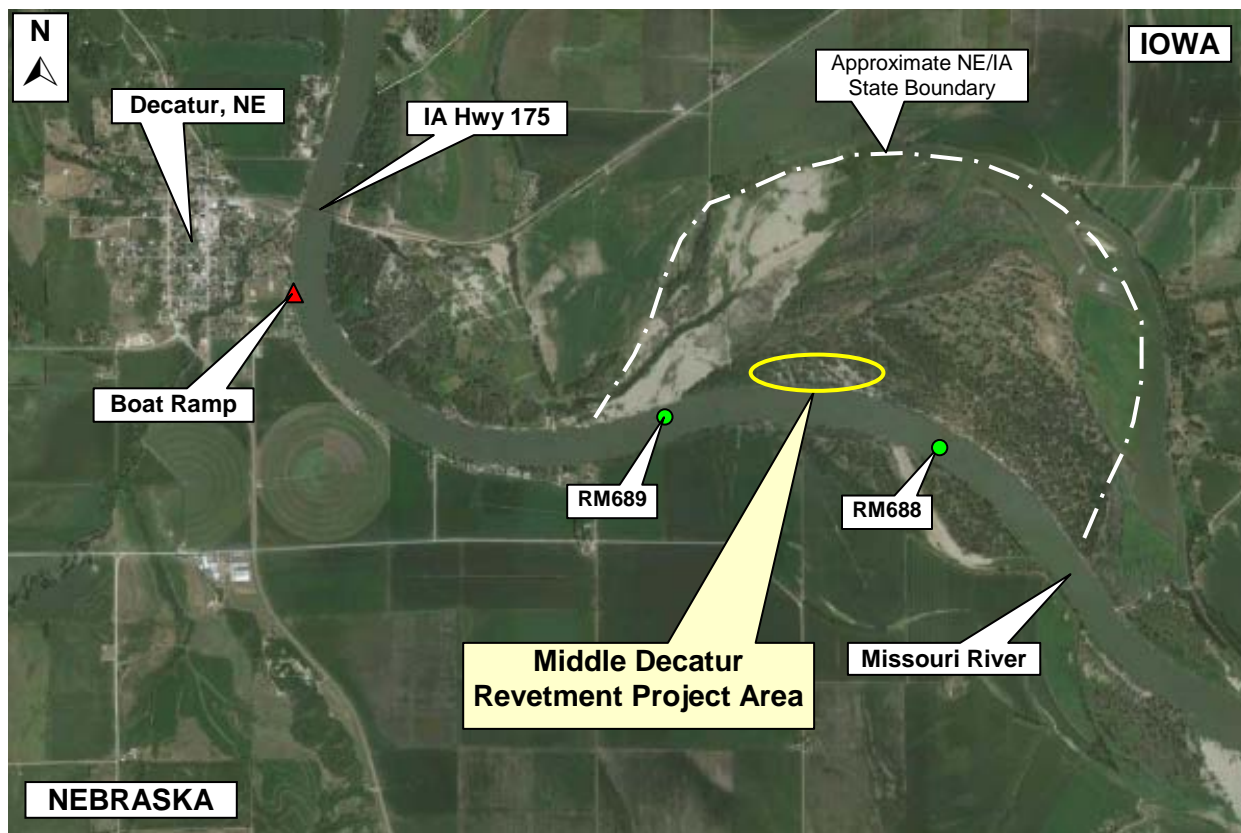 N
IOWA
Approximate NE/IA
State Boundary
Decatur, NE
IA Hwy 175
Boat Ramp
RM689
RM688
Middle Decatur
Revetment Project Area
Missouri River
NEBRASKA